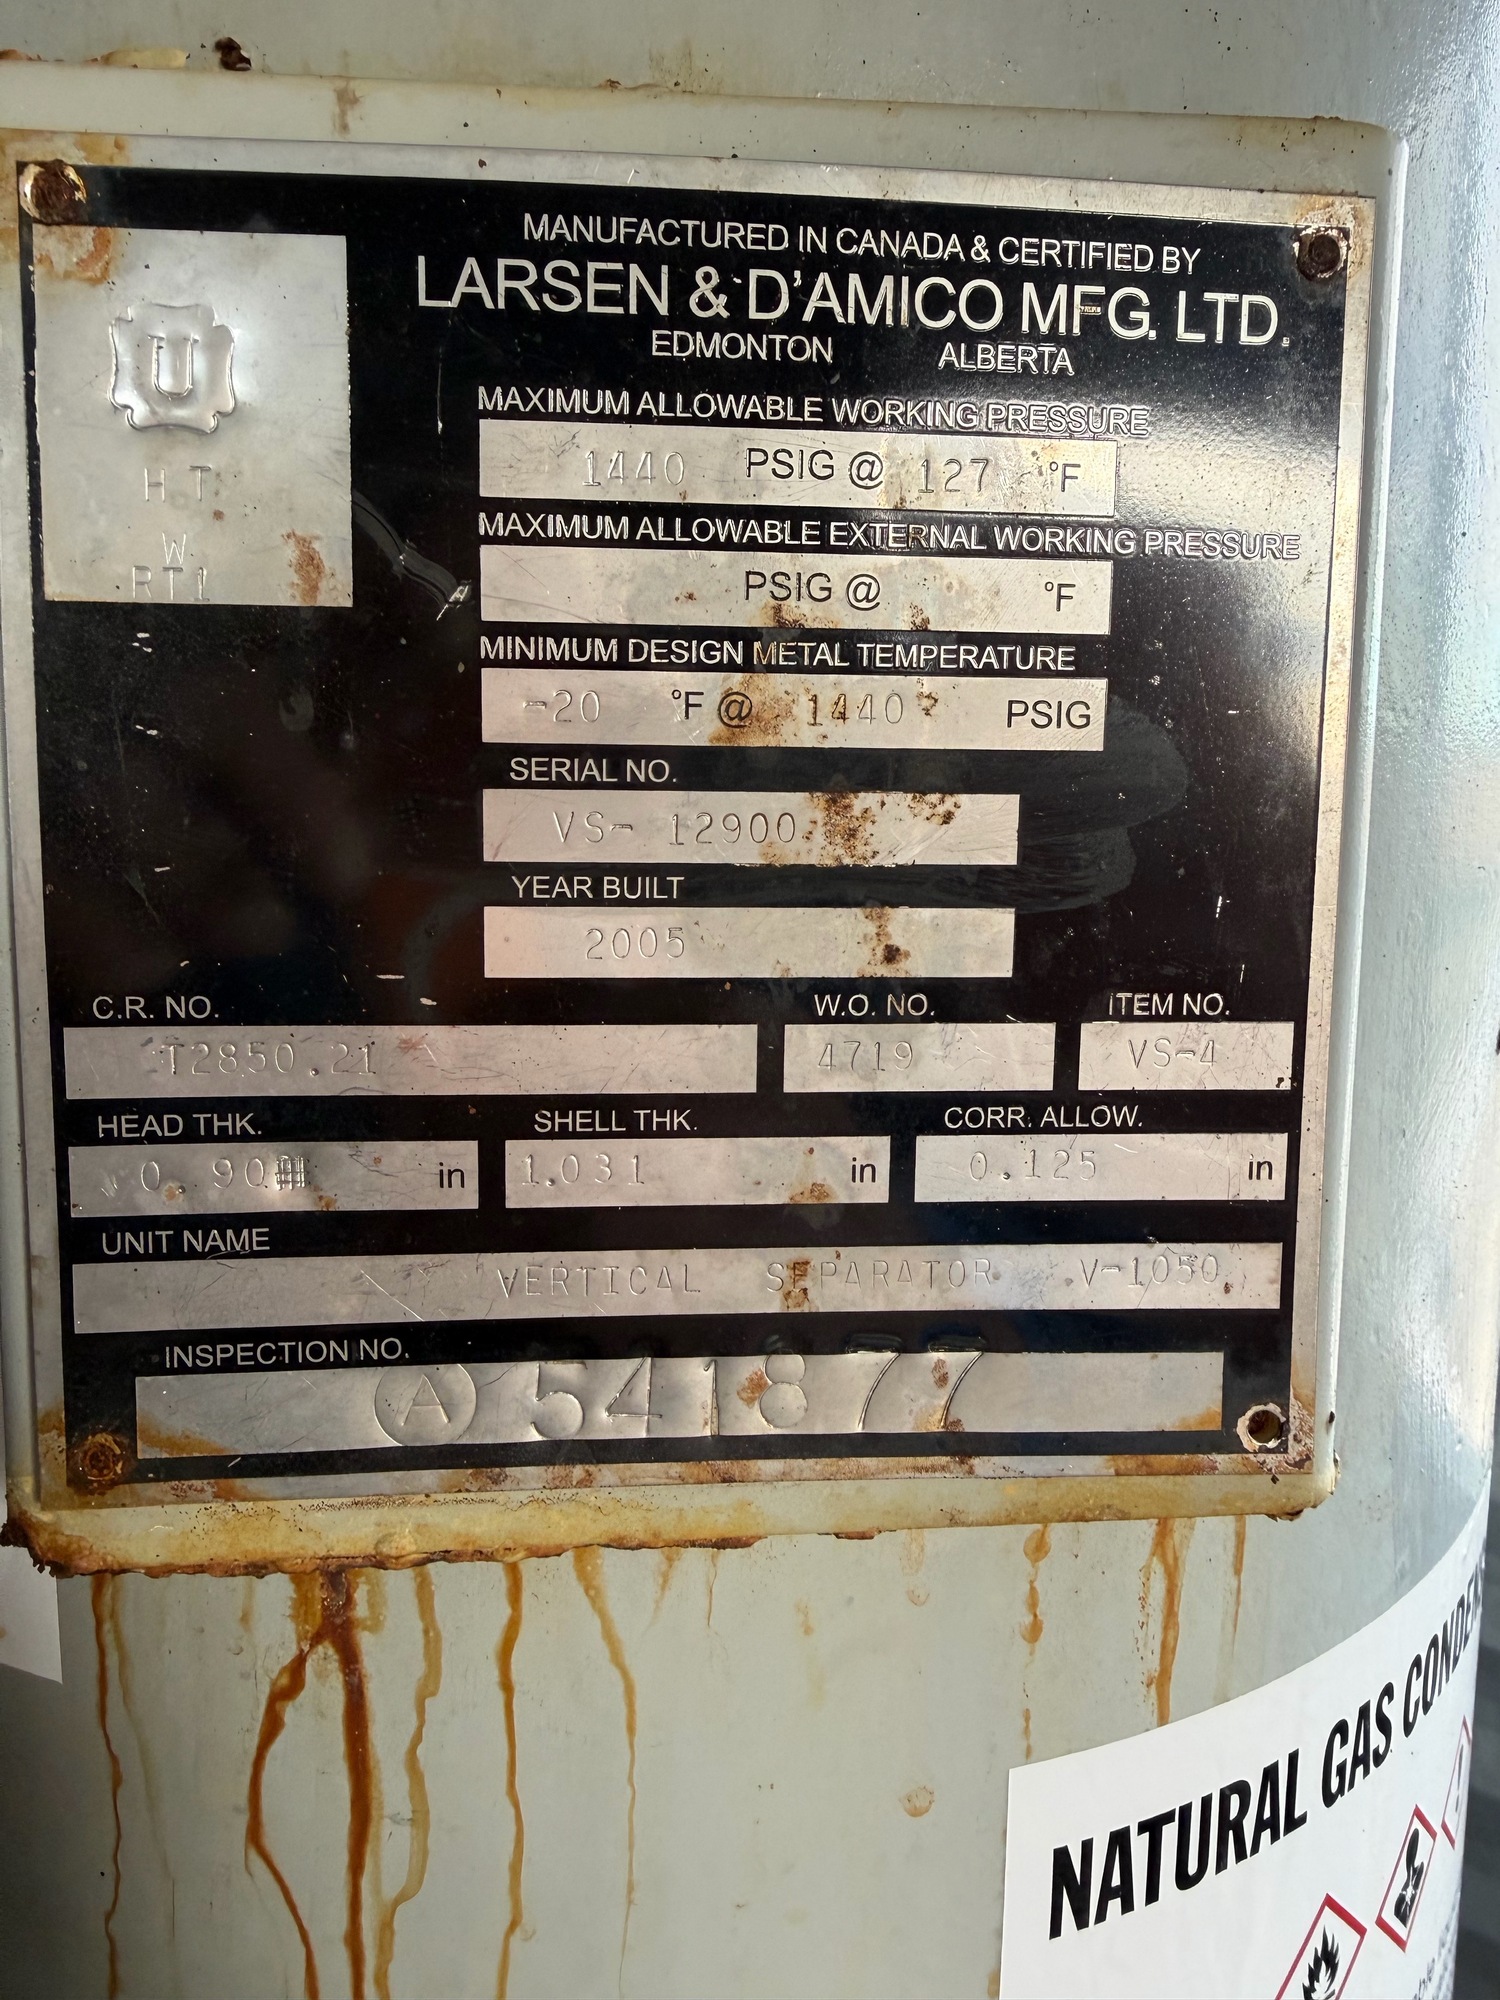 MANUFACTURED IN CANADA & CERTIFIED BY
LARSEN & D'AMICO MFG. LTD.
EDMONTON ALBERTA
U
H T
W
RT1
MAXIMUM ALLOWABLE WORKING PRESSURE
1440 PSIG @ 127 °F
MAXIMUM ALLOWABLE EXTERNAL WORKING PRESSURE
PSIG @ °F
MINIMUM DESIGN METAL TEMPERATURE
-20 °F @ 1440 PSIG
SERIAL NO.
VS- 12900
YEAR BUILT
2005
C.R. NO. W.O. NO. ITEM NO.
T2850.21 4719 VS-4
HEAD THK. SHELL THK. CORR. ALLOW.
0.90 in 1.031 in 0.125 in
UNIT NAME
VERTICAL SEPARATOR V-1050
INSPECTION NO.
A 541877
NATURAL GAS